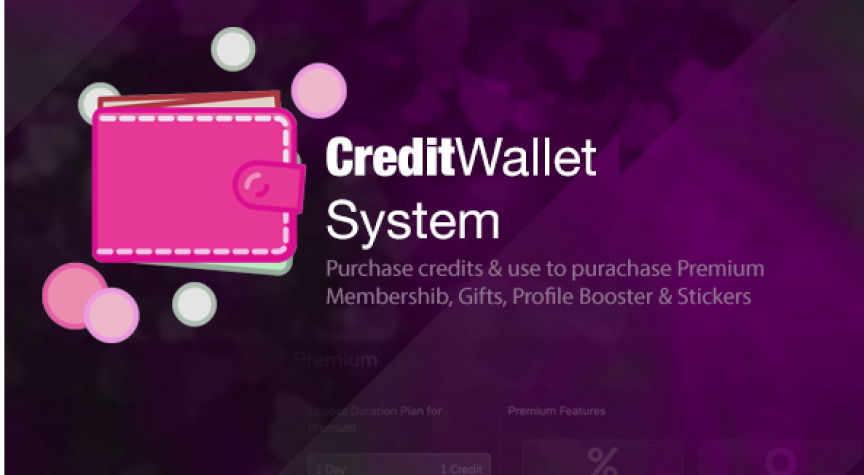 CreditWallet
System
Purchase credits & use to purachase Premium
Membershib, Gifts, Profile Booster & Stickers
Premium
Choose Duration Plan for
Premium
Premium Features
1 Day 1 Credit
%